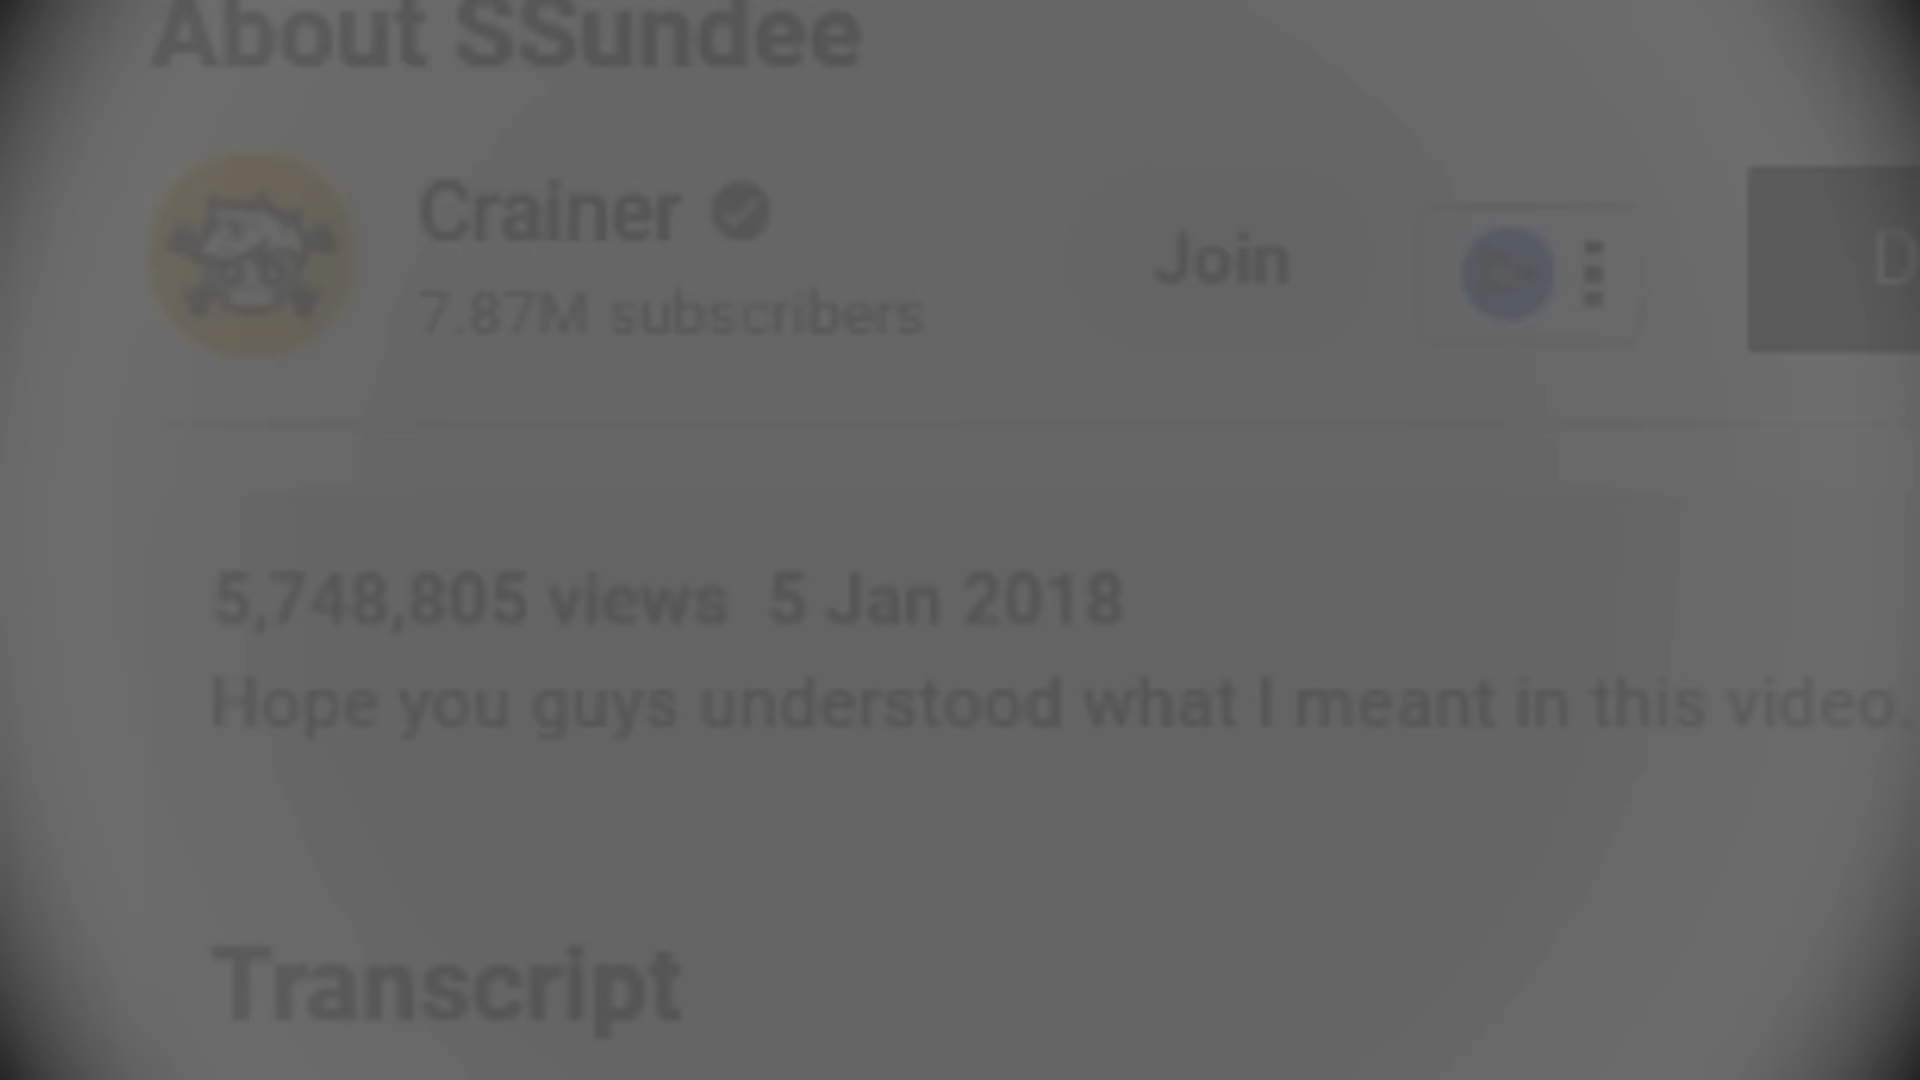 About SSundee
Crainer
7.87M subscribers
Join
D
5,748,805 views 5 Jan 2018
Hope you guys understood what I meant in this video.
Transcript